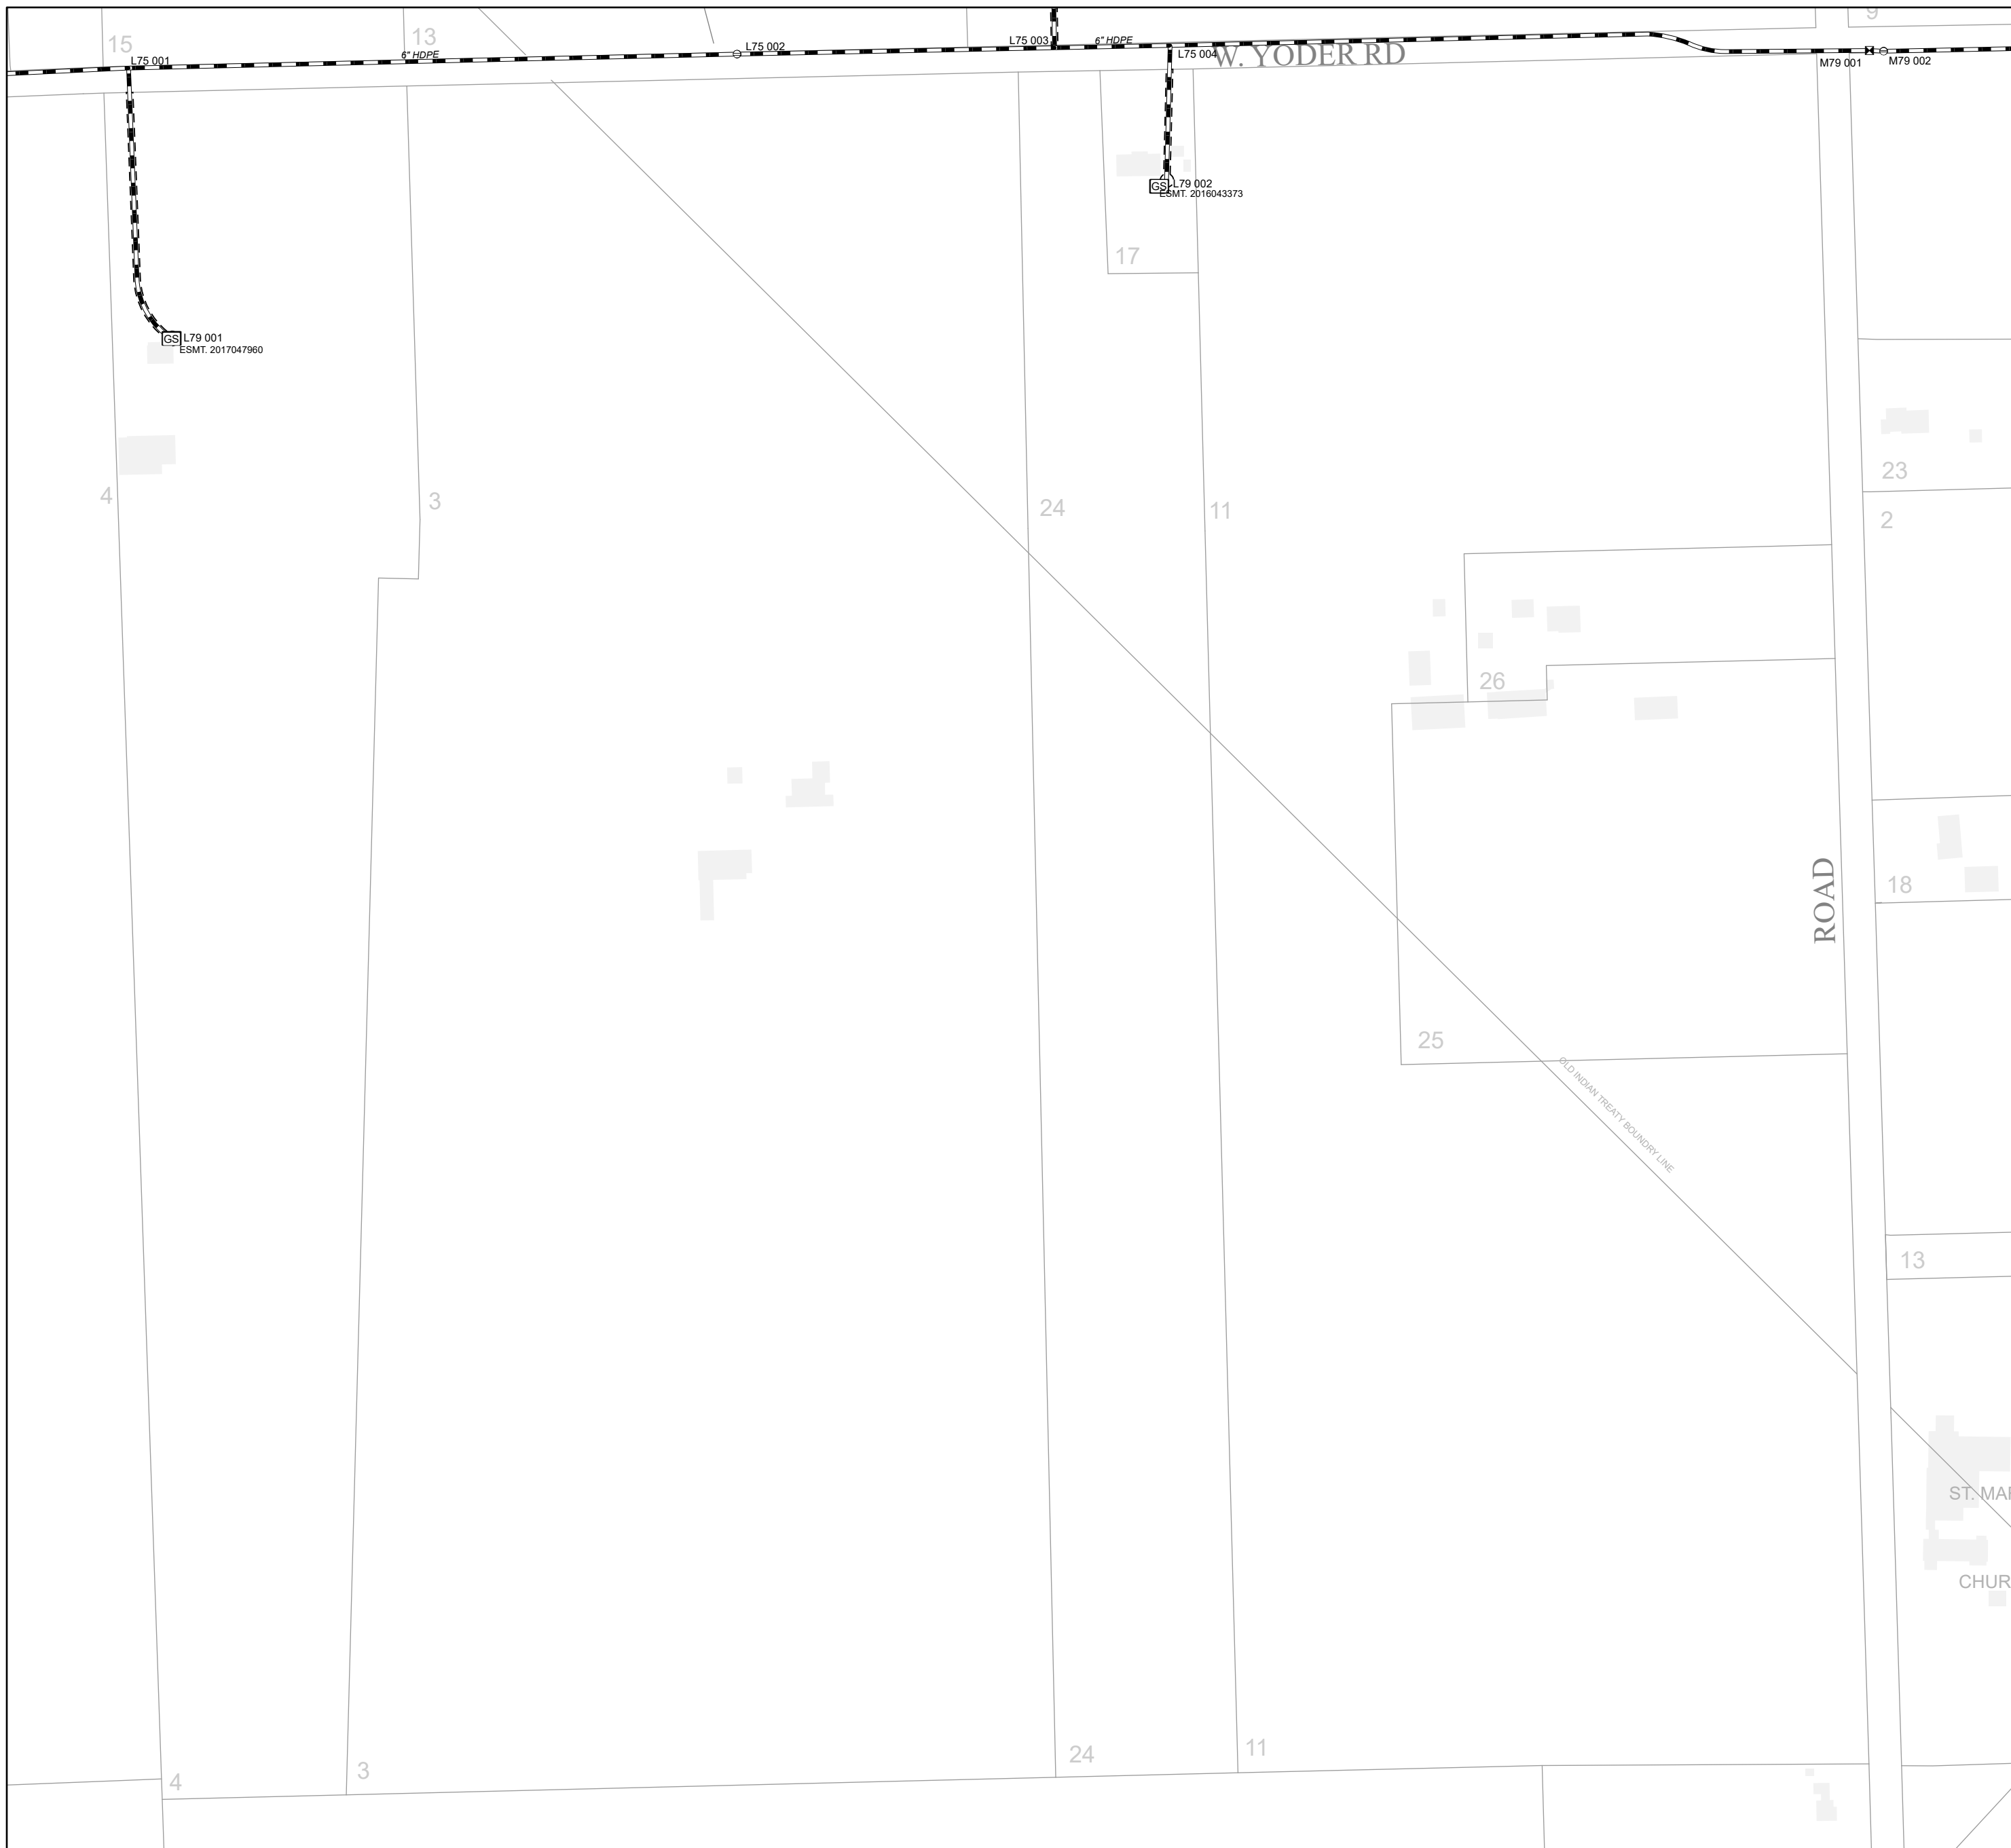 9
15
13
L75 001
6" HDPE
L75 002
L75 003
6" HDPE
L75 004
W. YODER RD
M79 001
M79 002
GS
L79 002
ESMT. 2016043373
17
GS
L79 001
ESMT. 2017047960
4
3
24
11
23
2
26
ROAD
18
25
OLD INDIAN TREATY BOUNDRY LINE
13
ST. MAR
CHUR
4
3
24
11